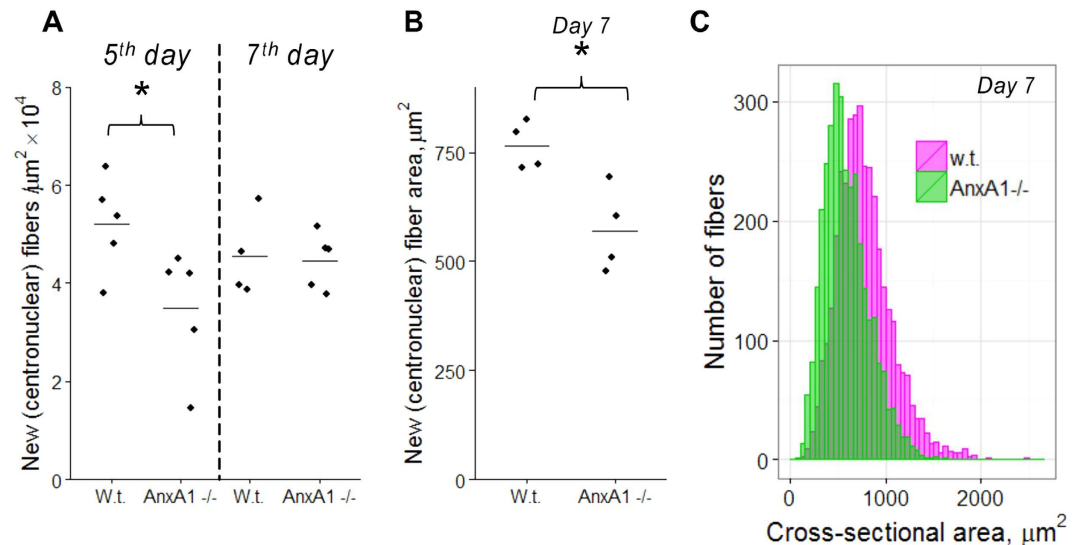 A
5th day
7th day
*
New (centronuclear) fibers /μm² × 10⁴
8
6
4
2
0
W.t.
AnxA1 -/-
W.t.
AnxA1 -/-
B
Day 7
*
New (centronuclear) fiber area, μm²
750
500
250
0
W.t.
AnxA1 -/-
C
Day 7
w.t.
AnxA1-/-
Number of fibers
300
200
100
0
0
1000
2000
Cross-sectional area, μm²